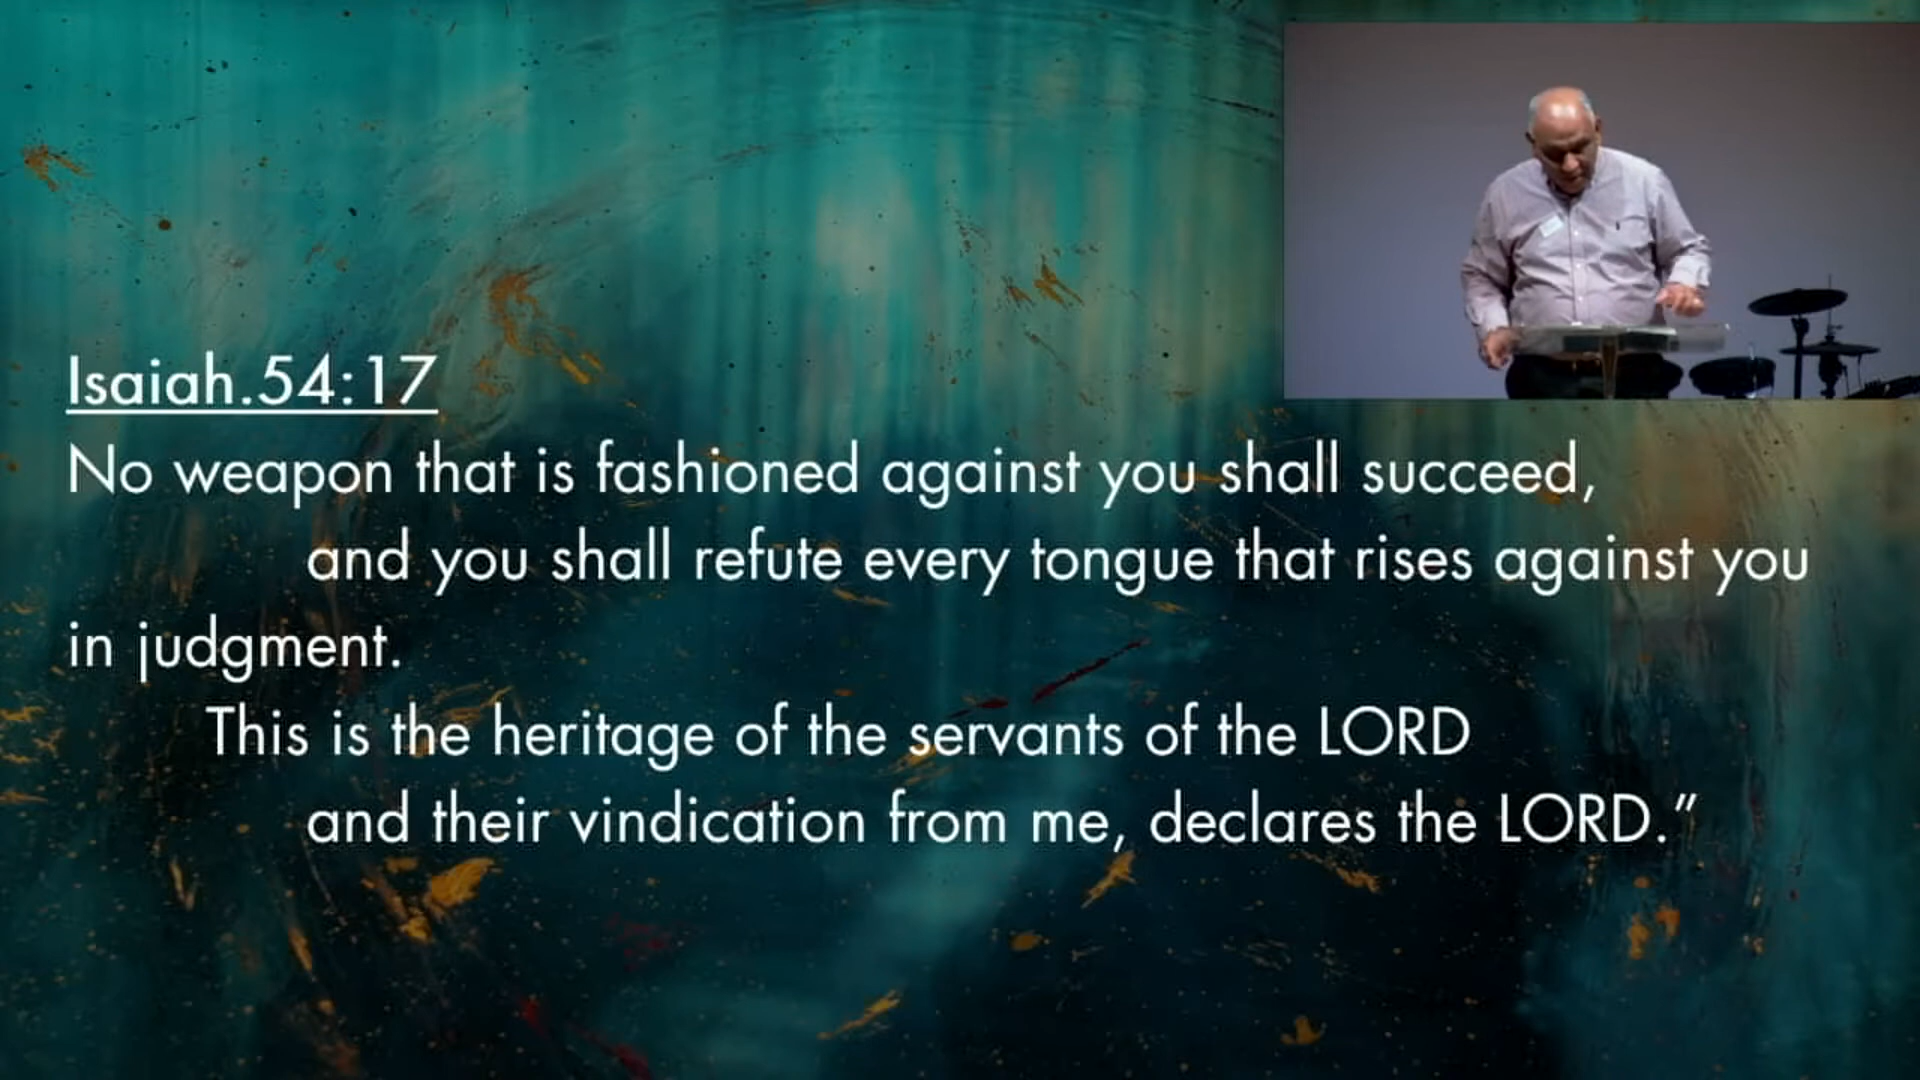 Isaiah.54:17
No weapon that is fashioned against you shall succeed,
and you shall refute every tongue that rises against you
in judgment.
This is the heritage of the servants of the LORD
and their vindication from me, declares the LORD.”